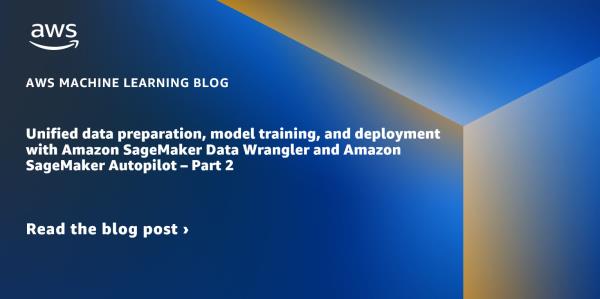 aws
AWS MACHINE LEARNING BLOG
Unified data preparation, model training, and deployment
with Amazon SageMaker Data Wrangler and Amazon
SageMaker Autopilot – Part 2
Read the blog post ›